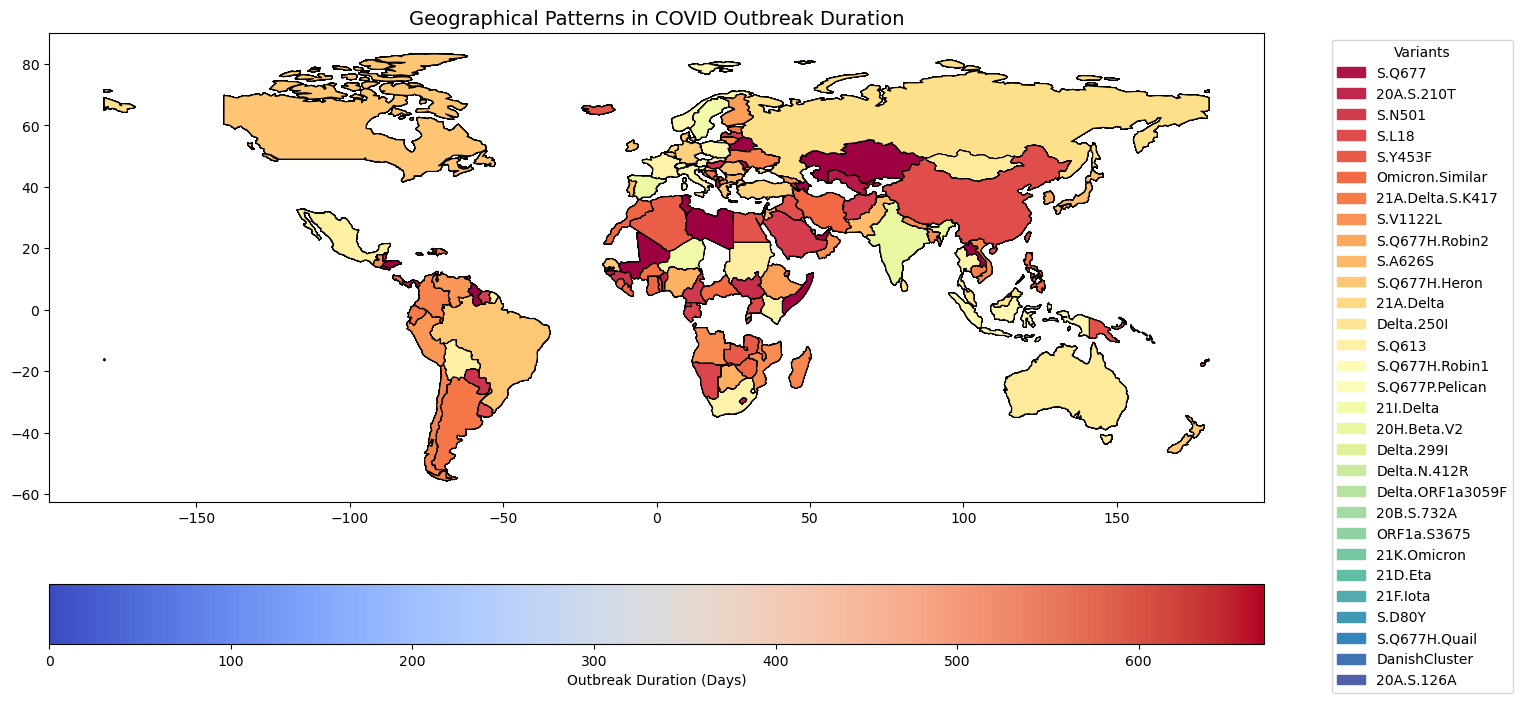 Geographical Patterns in COVID Outbreak Duration
80
60
40
20
0
−20
−40
−60
−150
−100
−50
0
50
100
150
0
100
200
300
400
500
600
Outbreak Duration (Days)
Variants
S.Q677
20A.S.210T
S.N501
S.L18
S.Y453F
Omicron.Similar
21A.Delta.S.K417
S.V1122L
S.Q677H.Robin2
S.A626S
S.Q677H.Heron
21A.Delta
Delta.250I
S.Q613
S.Q677H.Robin1
S.Q677P.Pelican
21I.Delta
20H.Beta.V2
Delta.299I
Delta.N.412R
Delta.ORF1a3059F
20B.S.732A
ORF1a.S3675
21K.Omicron
21D.Eta
21F.Iota
S.D80Y
S.Q677H.Quail
DanishCluster
20A.S.126A